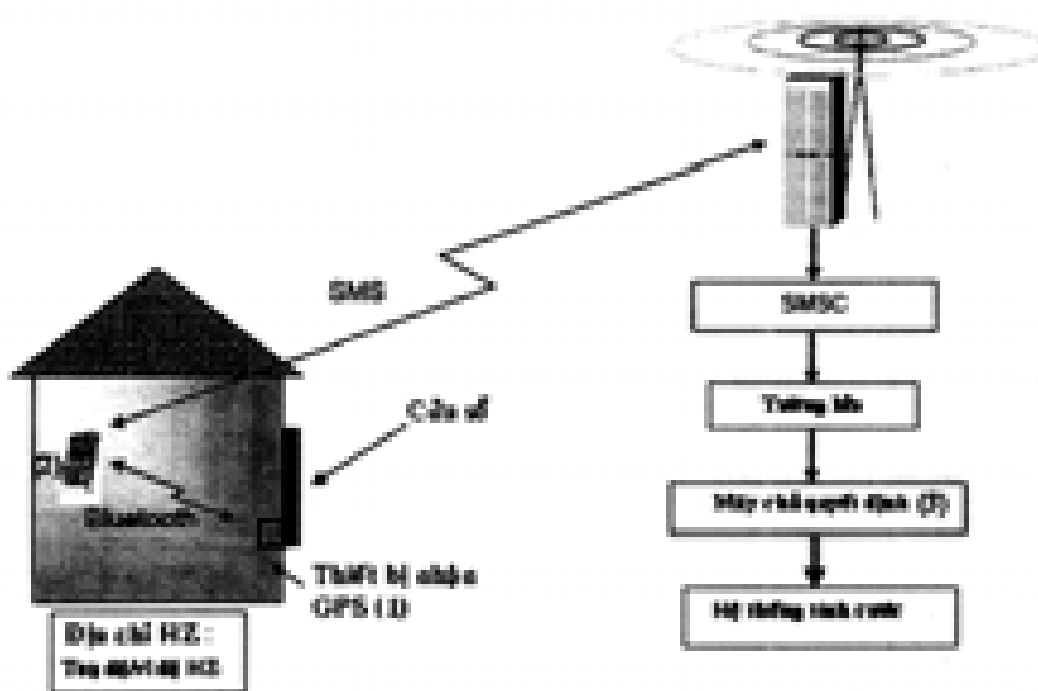 SMS
SMSC
Cửa sổ
Tường lửa
Bluetooth
Máy chủ quyết định (2)
Thiết bị nhận
GPS (1)
Hệ thống tính cước
Địa chỉ HZ :
HZ